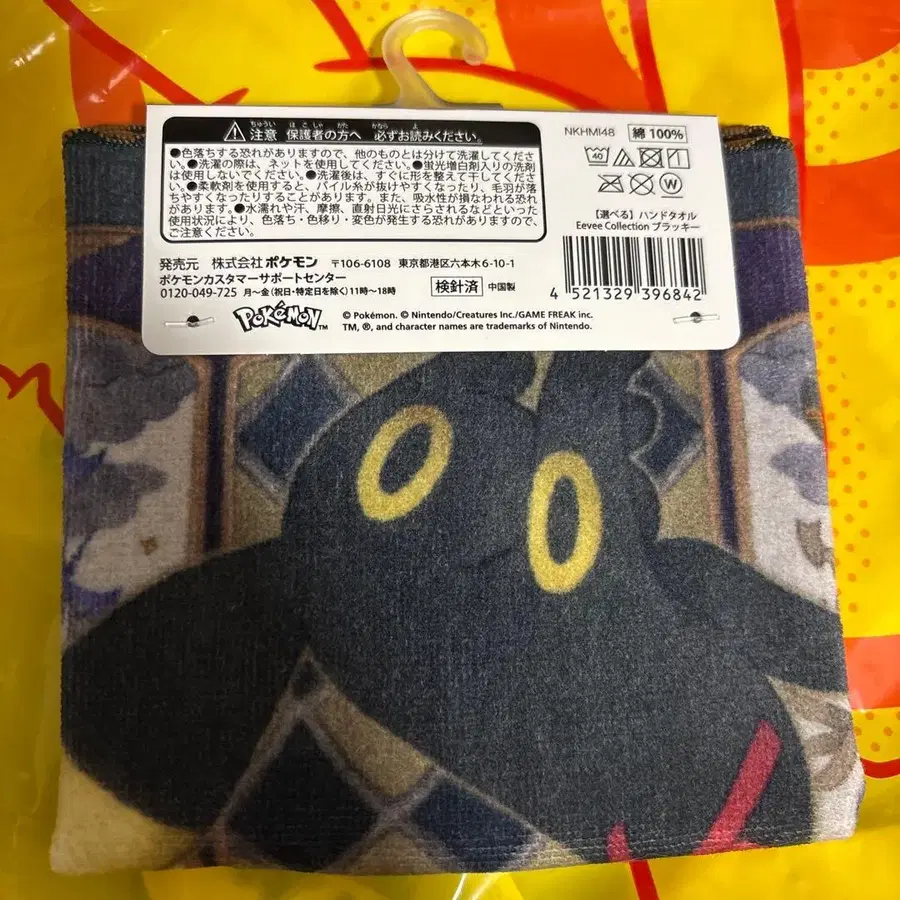 ⚠注意 保護者の方へ 必ずお読みください。
●色落ちする恐れがありますので、他のものとは分けて洗濯してくださ
い。●洗濯の際は、ネットを使用してください。●蛍光増白剤入りの洗剤
は使用しないでください。●洗濯後は、すぐに形を整えて干してくださ
い。●柔軟剤を使用すると、パイル糸が抜けやすくなったり、毛羽が落
ちやすくなったりすることがあります。また、吸水性が損なわれる恐れ
があります。●水濡れや汗、摩擦、直射日光にさらされるなどといった
使用状況により、色落ち・色移り・変色が発生する恐れがありますので、
ご注意ください。
NKHMI48 綿 100%
40
W
【選べる】ハンドタオル
Eevee Collection ブラッキー
4 521329 396842
発売元 株式会社ポケモン 〒106-6108 東京都港区六本木6-10-1
ポケモンカスタマーサポートセンター
0120-049-725 月～金(祝日・特定日を除く)11時～18時 検針済 中国製
POKéMON™
© Pokémon. © Nintendo/Creatures Inc./GAME FREAK inc.
TM, ®, and character names are trademarks of Nintendo.